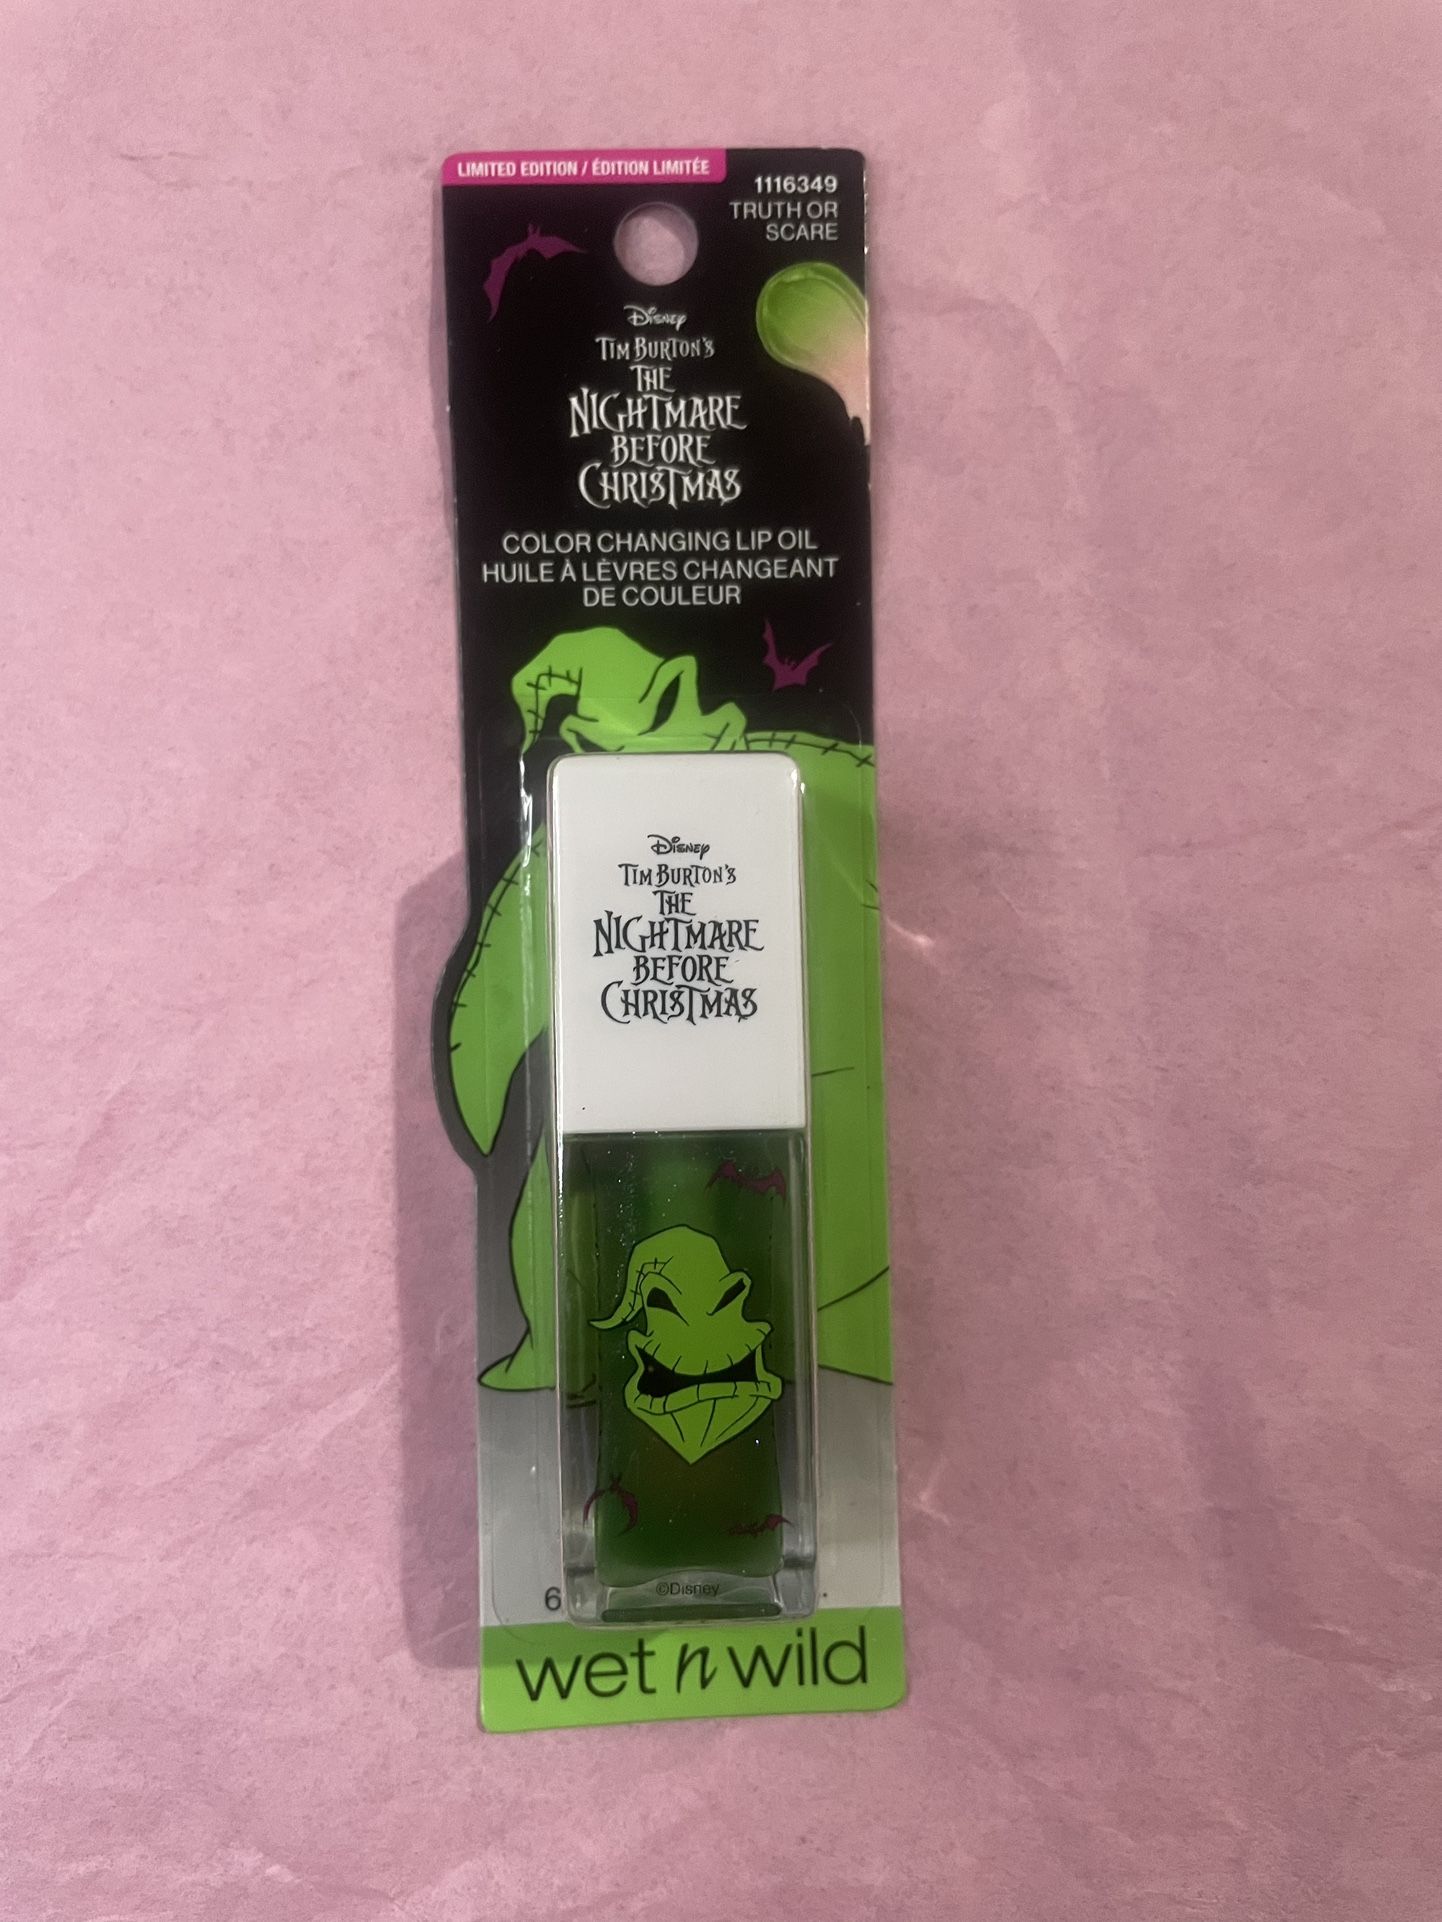 LIMITED EDITION / ÉDITION LIMITÉE
1116349
TRUTH OR
SCARE
Disney
TIM BURTON'S
THE
NIGHTMARE
BEFORE
CHRISTMAS
COLOR CHANGING LIP OIL
HUILE À LÈVRES CHANGEANT
DE COULEUR
Disney
TIM BURTON'S
THE
NIGHTMARE
BEFORE
CHRISTMAS
©Disney
6
wet n wild